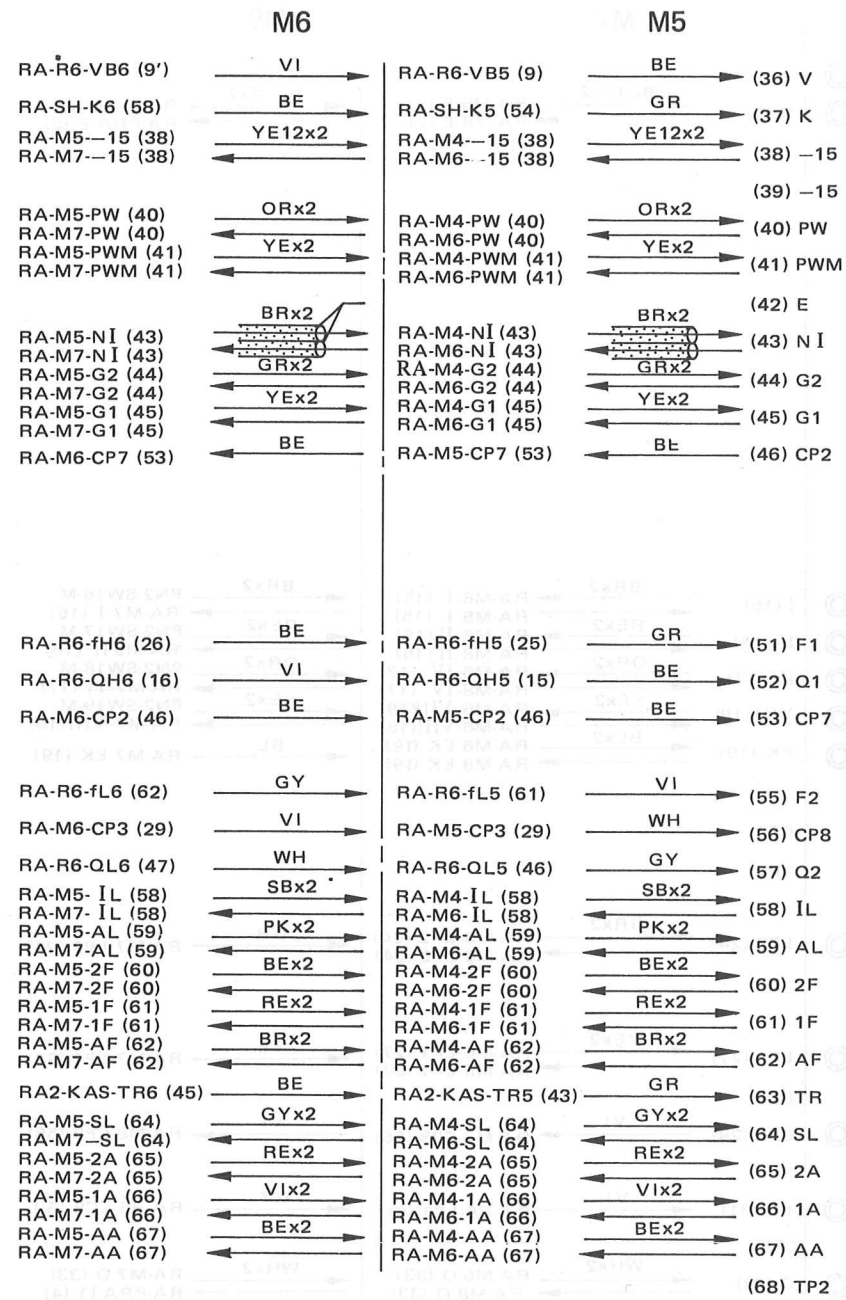 M6 M5
RA-R6-VB6 (9') VI RA-R6-VB5 (9) BE (36) V
RA-SH-K6 (58) BE RA-SH-K5 (54) GR (37) K
RA-M5-—15 (38) YE12x2 RA-M4-—15 (38) YE12x2
RA-M7-—15 (38) RA-M6-—15 (38) (38) —15
(39) —15
RA-M5-PW (40) ORx2 RA-M4-PW (40) ORx2
RA-M7-PW (40) RA-M6-PW (40) (40) PW
RA-M5-PWM (41) YEx2 RA-M4-PWM (41) YEx2
RA-M7-PWM (41) RA-M6-PWM (41) (41) PWM
BRx2 BRx2 (42) E
RA-M5-NI (43) RA-M4-NI (43)
RA-M7-NI (43) RA-M6-NI (43) (43) NI
RA-M5-G2 (44) GRx2 RA-M4-G2 (44) GRx2
RA-M7-G2 (44) RA-M6-G2 (44) (44) G2
RA-M5-G1 (45) YEx2 RA-M4-G1 (45) YEx2
RA-M7-G1 (45) RA-M6-G1 (45) (45) G1
RA-M6-CP7 (53) BE RA-M5-CP7 (53) BE (46) CP2
RA-R6-fH6 (26) BE RA-R6-fH5 (25) GR (51) F1
RA-R6-QH6 (16) VI RA-R6-QH5 (15) BE (52) Q1
RA-M6-CP2 (46) BE RA-M5-CP2 (46) BE (53) CP7
RA-R6-fL6 (62) GY RA-R6-fL5 (61) VI (55) F2
RA-M6-CP3 (29) VI RA-M5-CP3 (29) WH (56) CP8
RA-R6-QL6 (47) WH RA-R6-QL5 (46) GY (57) Q2
RA-M5-IL (58) SBx2 RA-M4-IL (58) SBx2
RA-M7-IL (58) RA-M6-IL (58) (58) IL
RA-M5-AL (59) PKx2 RA-M4-AL (59) PKx2
RA-M7-AL (59) RA-M6-AL (59) (59) AL
RA-M5-2F (60) BEx2 RA-M4-2F (60) BEx2
RA-M7-2F (60) RA-M6-2F (60) (60) 2F
RA-M5-1F (61) REx2 RA-M4-1F (61) REx2
RA-M7-1F (61) RA-M6-1F (61) (61) 1F
RA-M5-AF (62) BRx2 RA-M4-AF (62) BRx2
RA-M7-AF (62) RA-M6-AF (62) (62) AF
RA2-KAS-TR6 (45) BE RA2-KAS-TR5 (43) GR (63) TR
RA-M5-SL (64) GYx2 RA-M4-SL (64) GYx2
RA-M7–SL (64) RA-M6-SL (64) (64) SL
RA-M5-2A (65) REx2 RA-M4-2A (65) REx2
RA-M7-2A (65) RA-M6-2A (65) (65) 2A
RA-M5-1A (66) VIx2 RA-M4-1A (66) VIx2
RA-M7-1A (66) RA-M6-1A (66) (66) 1A
RA-M5-AA (67) BEx2 RA-M4-AA (67) BEx2
RA-M7-AA (67) RA-M6-AA (67) (67) AA
(68) TP2